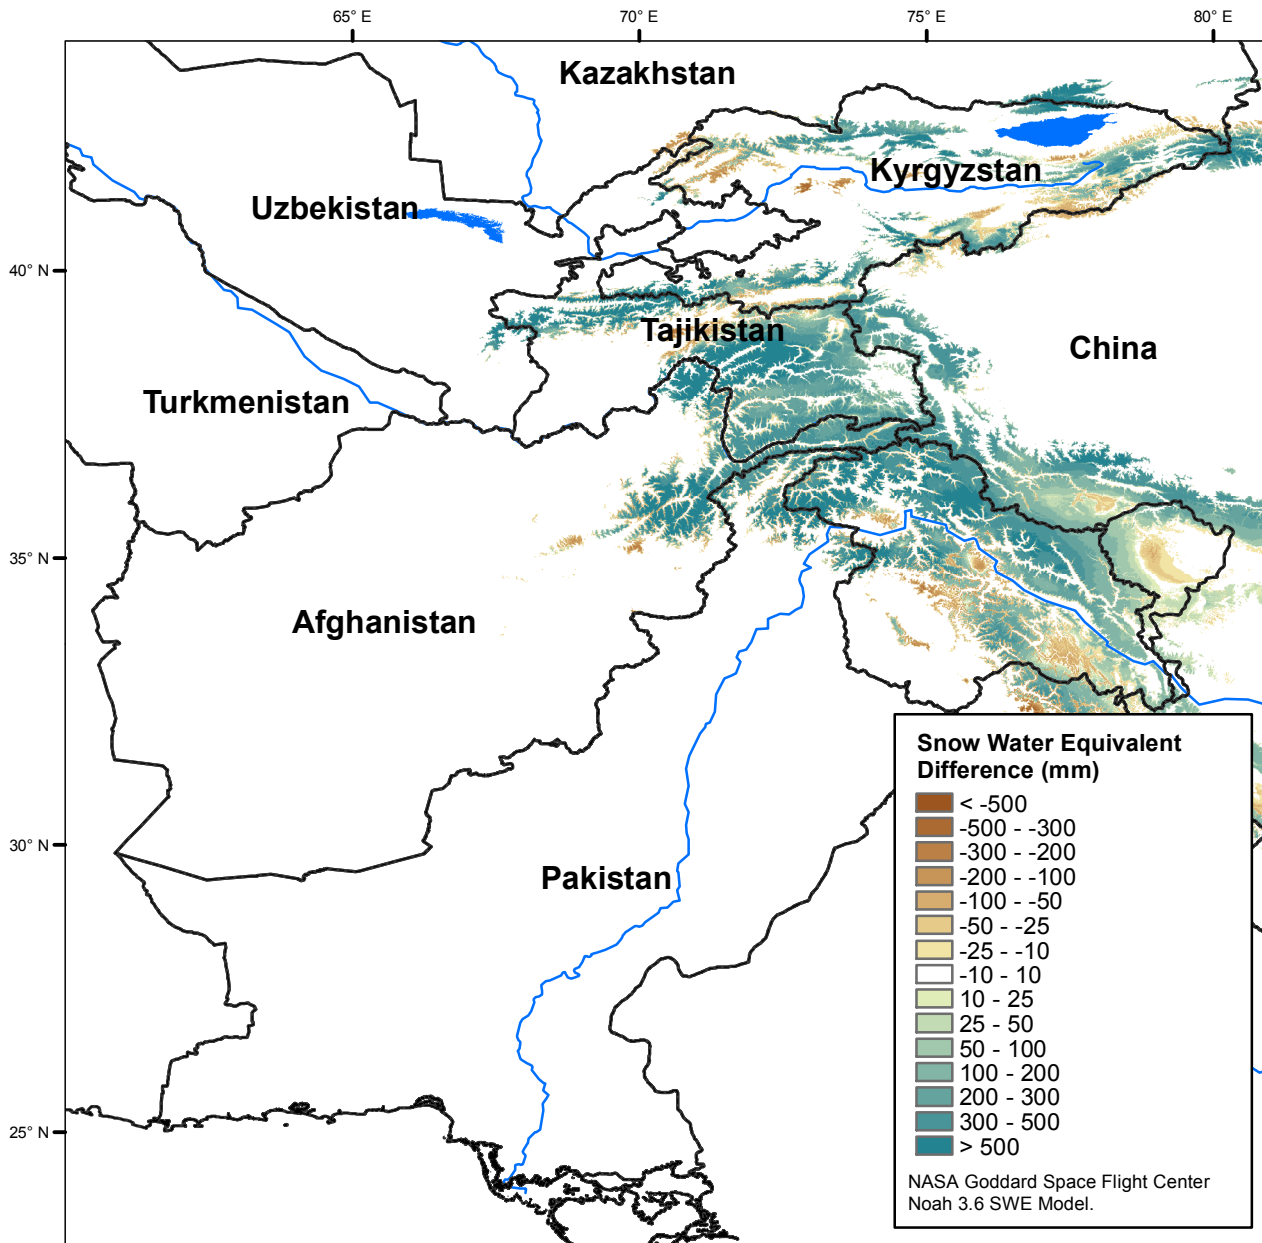 65° E
70° E
75° E
80° E
Kazakhstan
Kyrgyzstan
Uzbekistan
40° N
Tajikistan
China
Turkmenistan
35° N
Afghanistan
30° N
Pakistan
25° N
Snow Water Equivalent
Difference (mm)
< -500
-500 - -300
-300 - -200
-200 - -100
-100 - -50
-50 - -25
-25 - -10
-10 - 10
10 - 25
25 - 50
50 - 100
100 - 200
200 - 300
300 - 500
> 500
NASA Goddard Space Flight Center
Noah 3.6 SWE Model.